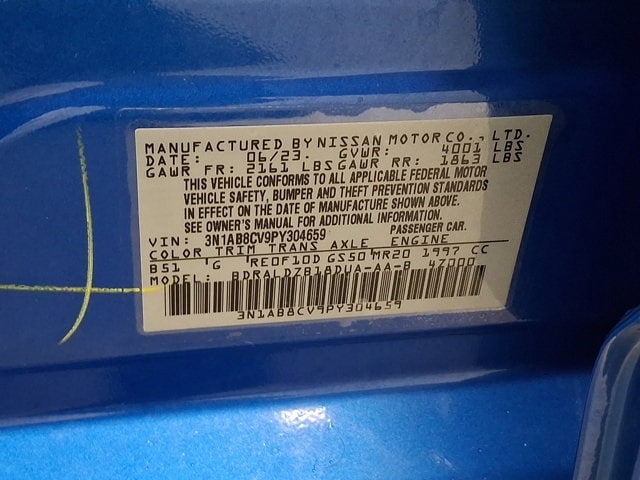 MANUFACTURED BY NISSAN MOTOR CO., LTD.
DATE: 06/23. GVWR: 4001 LBS
GAWR FR: 2161 LBS GAWR RR: 1863 LBS
THIS VEHICLE CONFORMS TO ALL APPLICABLE FEDERAL MOTOR
VEHICLE SAFETY, BUMPER AND THEFT PREVENTION STANDARDS
IN EFFECT ON THE DATE OF MANUFACTURE SHOWN ABOVE.
SEE OWNER'S MANUAL FOR ADDITIONAL INFORMATION.
PASSENGER CAR.
VIN: 3N1AB8CV9PY304659
COLOR TRIM TRANS AXLE ENGINE
B51 'G 'RE0F10D GS50'MR20 1997 CC
MODEL: BDRALDZB18DUA-AA-B 47000
3N1AB8CV9PY304659